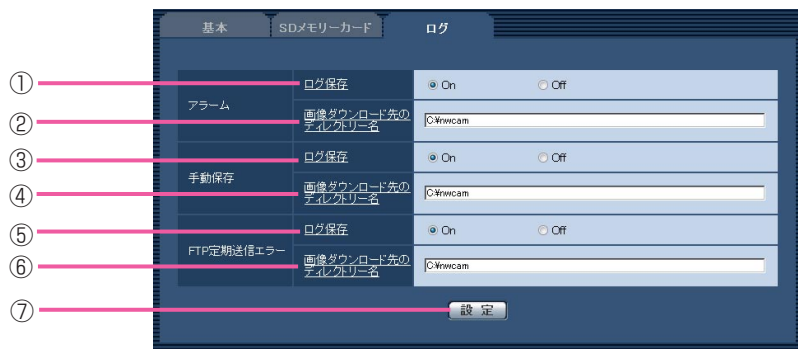 基本 SDメモリーカード ログ
① ログ保存 On Off
アラーム
② 画像ダウンロード先の
ディレクトリー名 C:¥nwcam
③ ログ保存 On Off
手動保存
④ 画像ダウンロード先の
ディレクトリー名 C:¥nwcam
⑤ ログ保存 On Off
FTP定期送信エラー
⑥ 画像ダウンロード先の
ディレクトリー名 C:¥nwcam
⑦ 設定